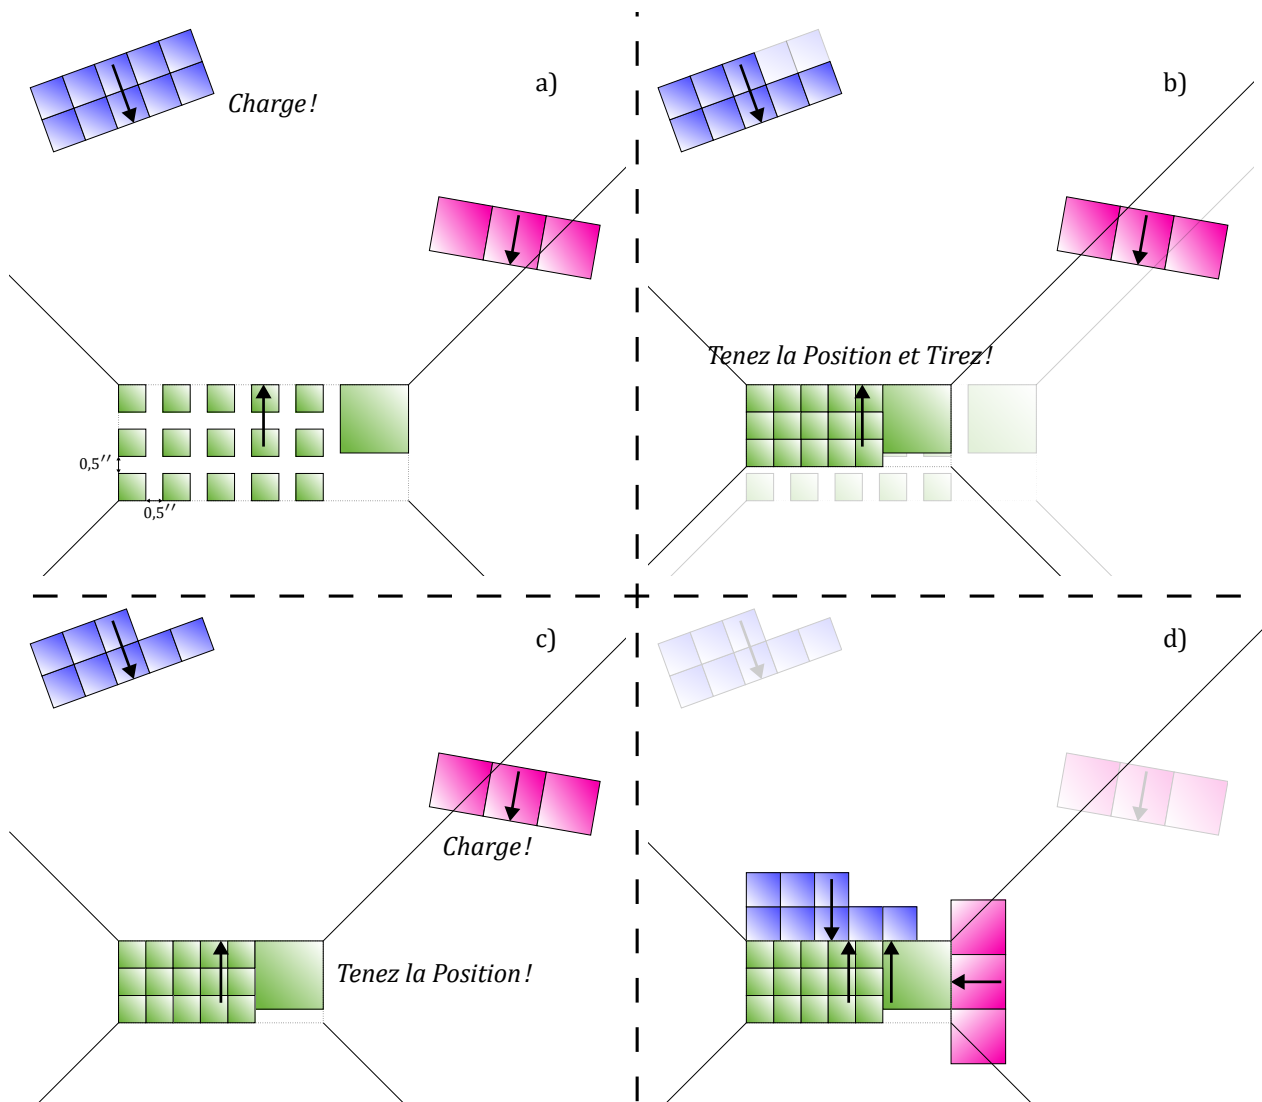 a)
Charge !
0,5′′
0,5′′
b)
Tenez la Position et Tirez !
c)
Charge !
Tenez la Position !
d)